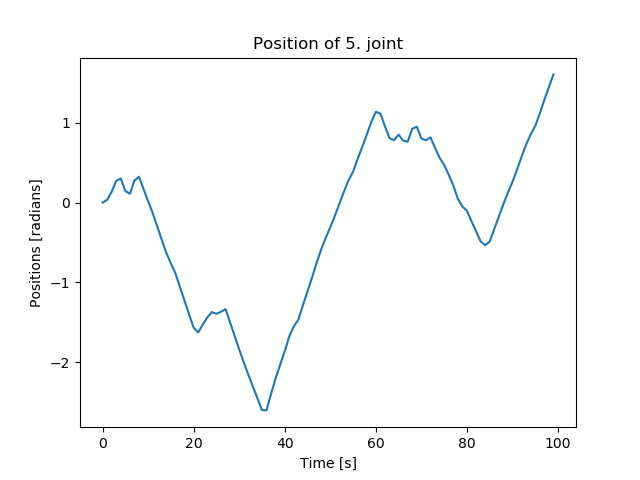 Position of 5. joint
1
0
−1
−2
Positions [radians]
0 20 40 60 80 100
Time [s]